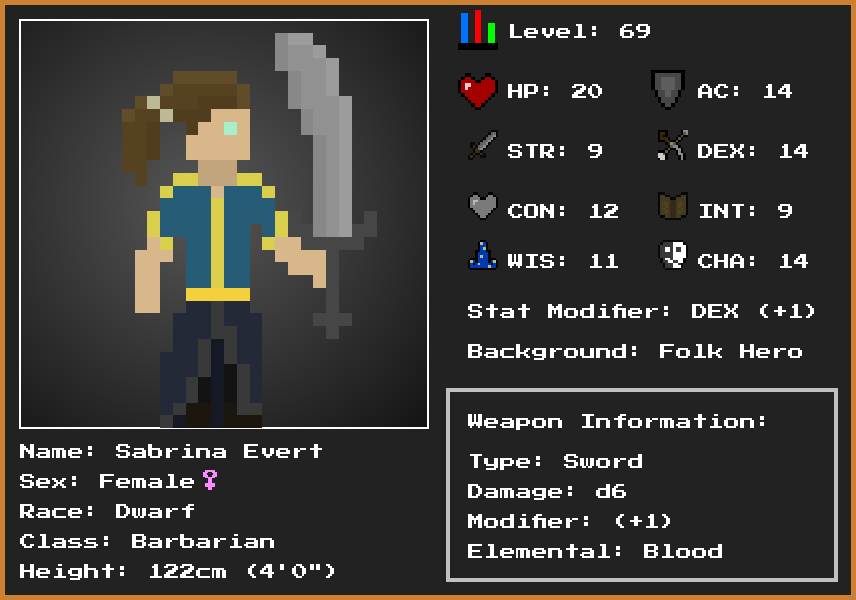 Level: 69
HP: 20
AC: 14
STR: 9
DEX: 14
CON: 12
INT: 9
WIS: 11
CHA: 14
Stat Modifier: DEX (+1)
Background: Folk Hero
Weapon Information:
Type: Sword
Damage: d6
Modifier: (+1)
Elemental: Blood
Name: Sabrina Evert
Sex: Female♀
Race: Dwarf
Class: Barbarian
Height: 122cm (4'0")